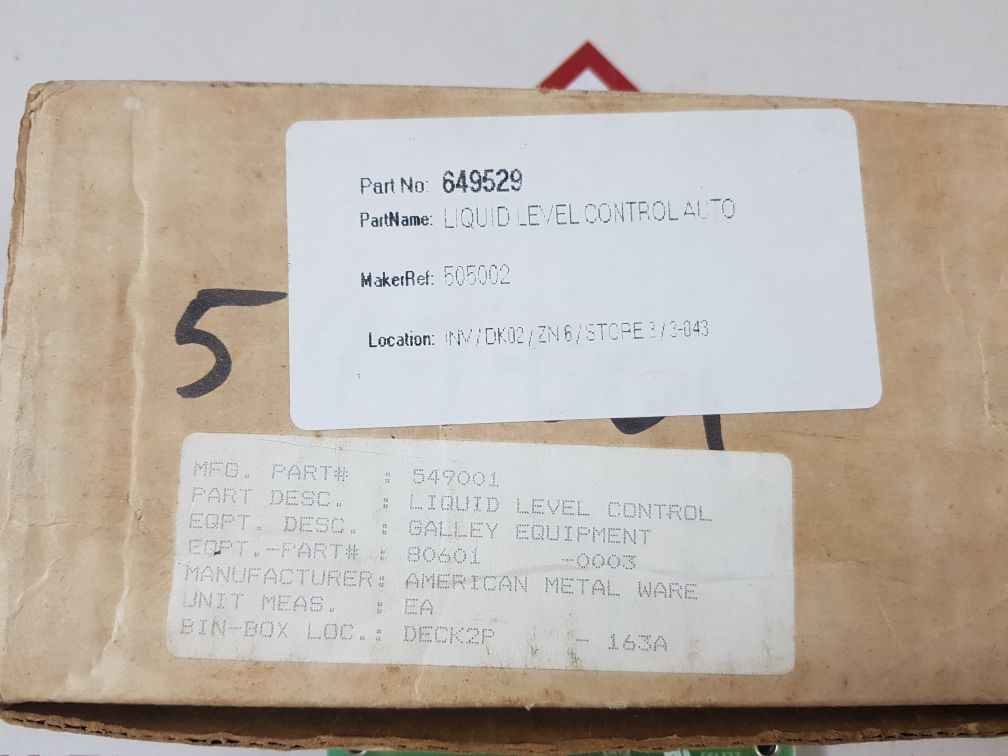 Part No: 649529
PartName: LIQUID LEVEL CONTROL AUTO
MakerRef: 505002
Location: INV / DK02 / ZN 6 / STORE 3 / 3-043
5
MFG. PART# : 549001
PART DESC. : LIQUID LEVEL CONTROL
EQPT. DESC. : GALLEY EQUIPMENT
EQPT.-PART# : 80601 -0003
MANUFACTURER: AMERICAN METAL WARE
UNIT MEAS. : EA
BIN-BOX LOC.: DECK2P - 163A